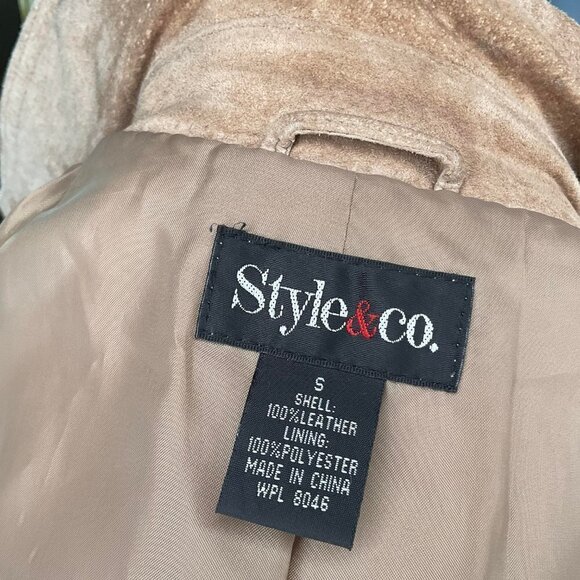 Style&co.
S
SHELL:
100%LEATHER
LINING:
100%POLYESTER
MADE IN CHINA
WPL 8046